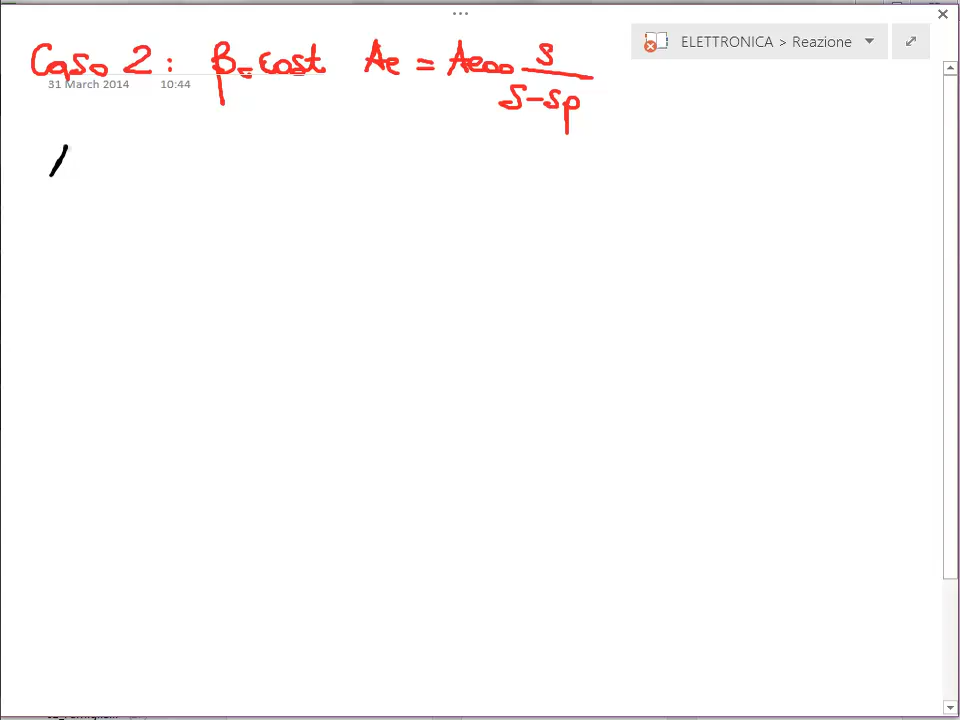 ELETTRONICA > Reazione
Caso 2: β=cost Ae = Ae∞ s/(s-sp)
31 March 2014 10:44